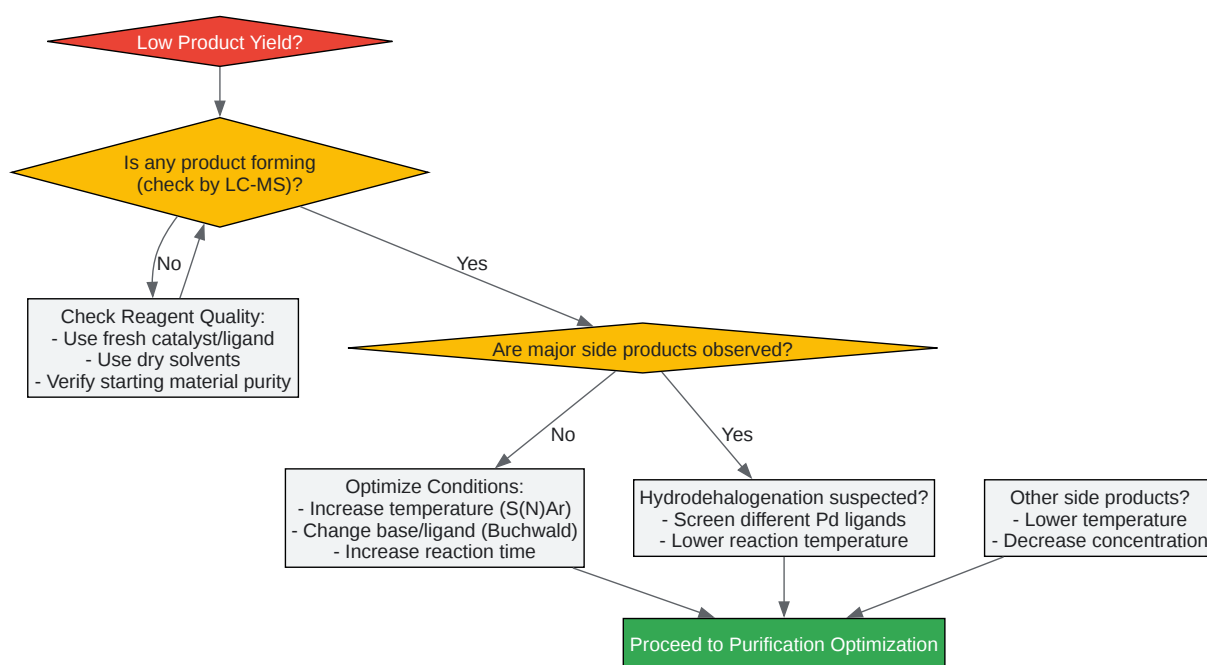 Low Product Yield?
Is any product forming
(check by LC-MS)?
No
Yes
Check Reagent Quality:
- Use fresh catalyst/ligand
- Use dry solvents
- Verify starting material purity
Are major side products observed?
No
Yes
Optimize Conditions:
- Increase temperature (S(N)Ar)
- Change base/ligand (Buchwald)
- Increase reaction time
Hydrodehalogenation suspected?
- Screen different Pd ligands
- Lower reaction temperature
Other side products?
- Lower temperature
- Decrease concentration
Proceed to Purification Optimization